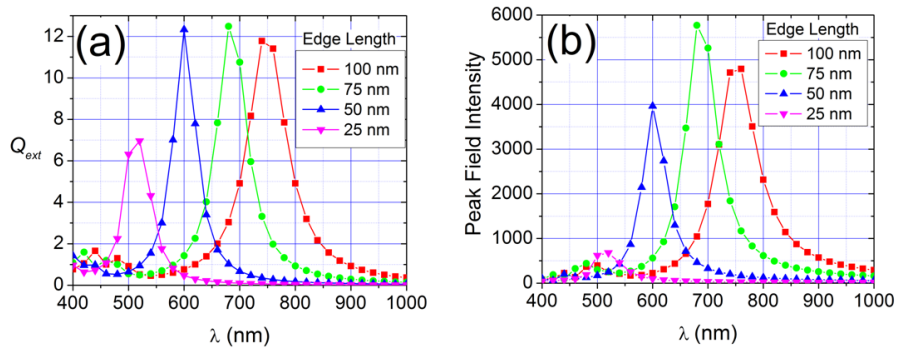 (a)
Edge Length
100 nm
75 nm
50 nm
25 nm
12
10
8
6
4
2
0
Qext
400 500 600 700 800 900 1000
λ (nm)
(b)
Edge Length
100 nm
75 nm
50 nm
25 nm
6000
5000
4000
3000
2000
1000
0
Peak Field Intensity
400 500 600 700 800 900 1000
λ (nm)